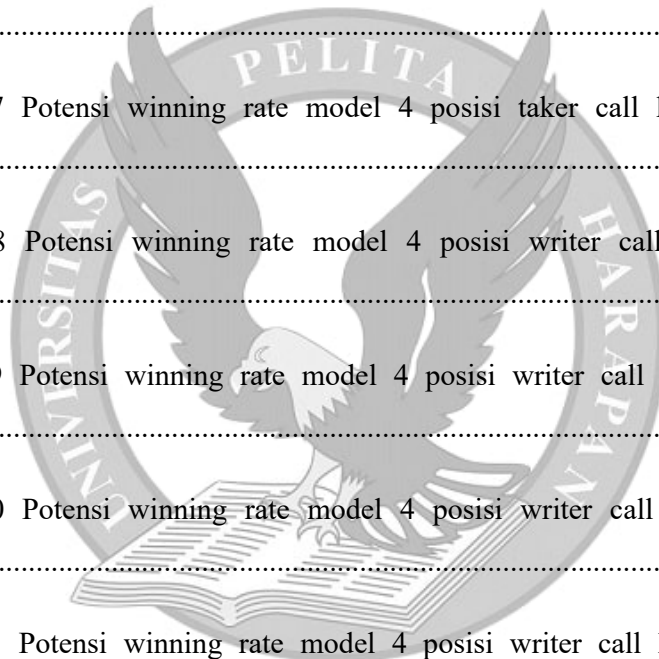 ........................................................................
7 Potensi winning rate model 4 posisi taker call
........................................................................
8 Potensi winning rate model 4 posisi writer call
........................................................................
9 Potensi winning rate model 4 posisi writer call
........................................................................
0 Potensi winning rate model 4 posisi writer call
........................................................................
Potensi winning rate model 4 posisi writer call
UNIVERSITAS PELITA HARAPAN